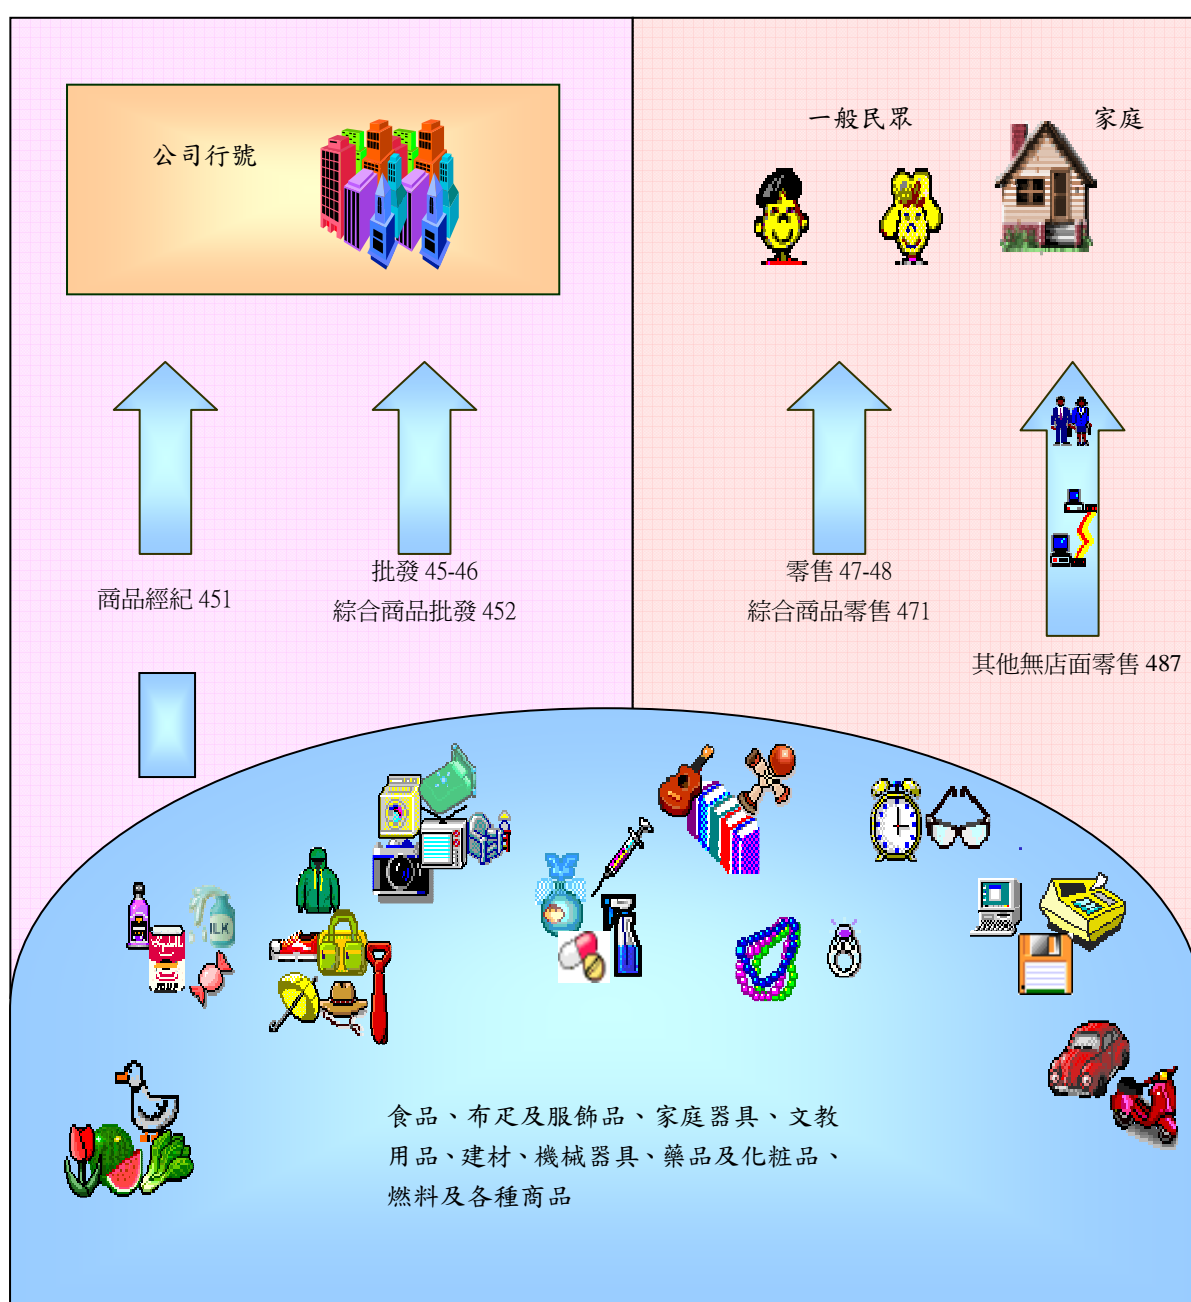 公司行號
一般民眾
家庭
商品經紀 451
批發 45-46
綜合商品批發 452
零售 47-48
綜合商品零售 471
其他無店面零售 487
ILK
食品、布疋及服飾品、家庭器具、文教
用品、建材、機械器具、藥品及化粧品、
燃料及各種商品